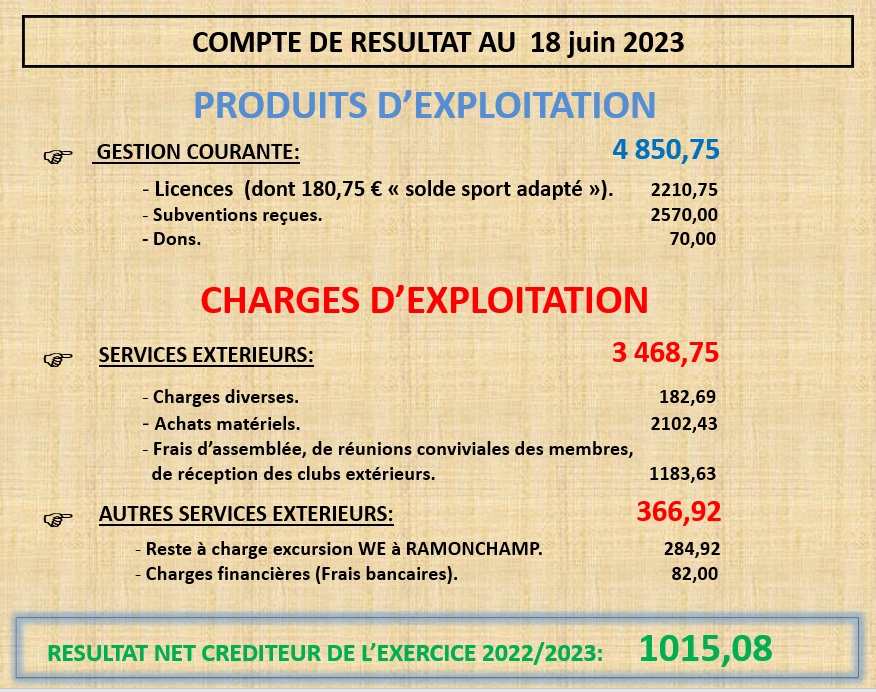 COMPTE DE RESULTAT AU 18 juin 2023
PRODUITS D’EXPLOITATION
GESTION COURANTE: 4 850,75
- Licences (dont 180,75 € « solde sport adapté »). 2210,75
- Subventions reçues. 2570,00
- Dons. 70,00
CHARGES D’EXPLOITATION
SERVICES EXTERIEURS: 3 468,75
- Charges diverses. 182,69
- Achats matériels. 2102,43
- Frais d’assemblée, de réunions conviviales des membres,
de réception des clubs extérieurs. 1183,63
AUTRES SERVICES EXTERIEURS: 366,92
- Reste à charge excursion WE à RAMONCHAMP. 284,92
- Charges financières (Frais bancaires). 82,00
RESULTAT NET CREDITEUR DE L’EXERCICE 2022/2023: 1015,08